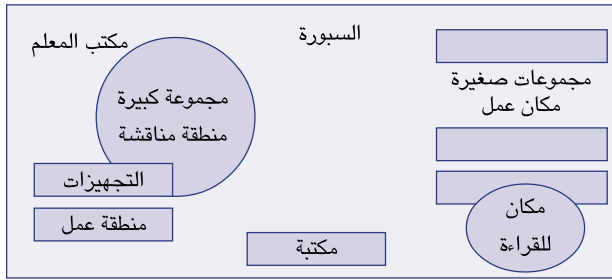 السبورة
مكتب المعلم
مجموعات صغيرة
مكان عمل
مجموعة كبيرة
منطقة مناقشة
التجهيزات
منطقة عمل
مكان
للقراءة
مكتبة